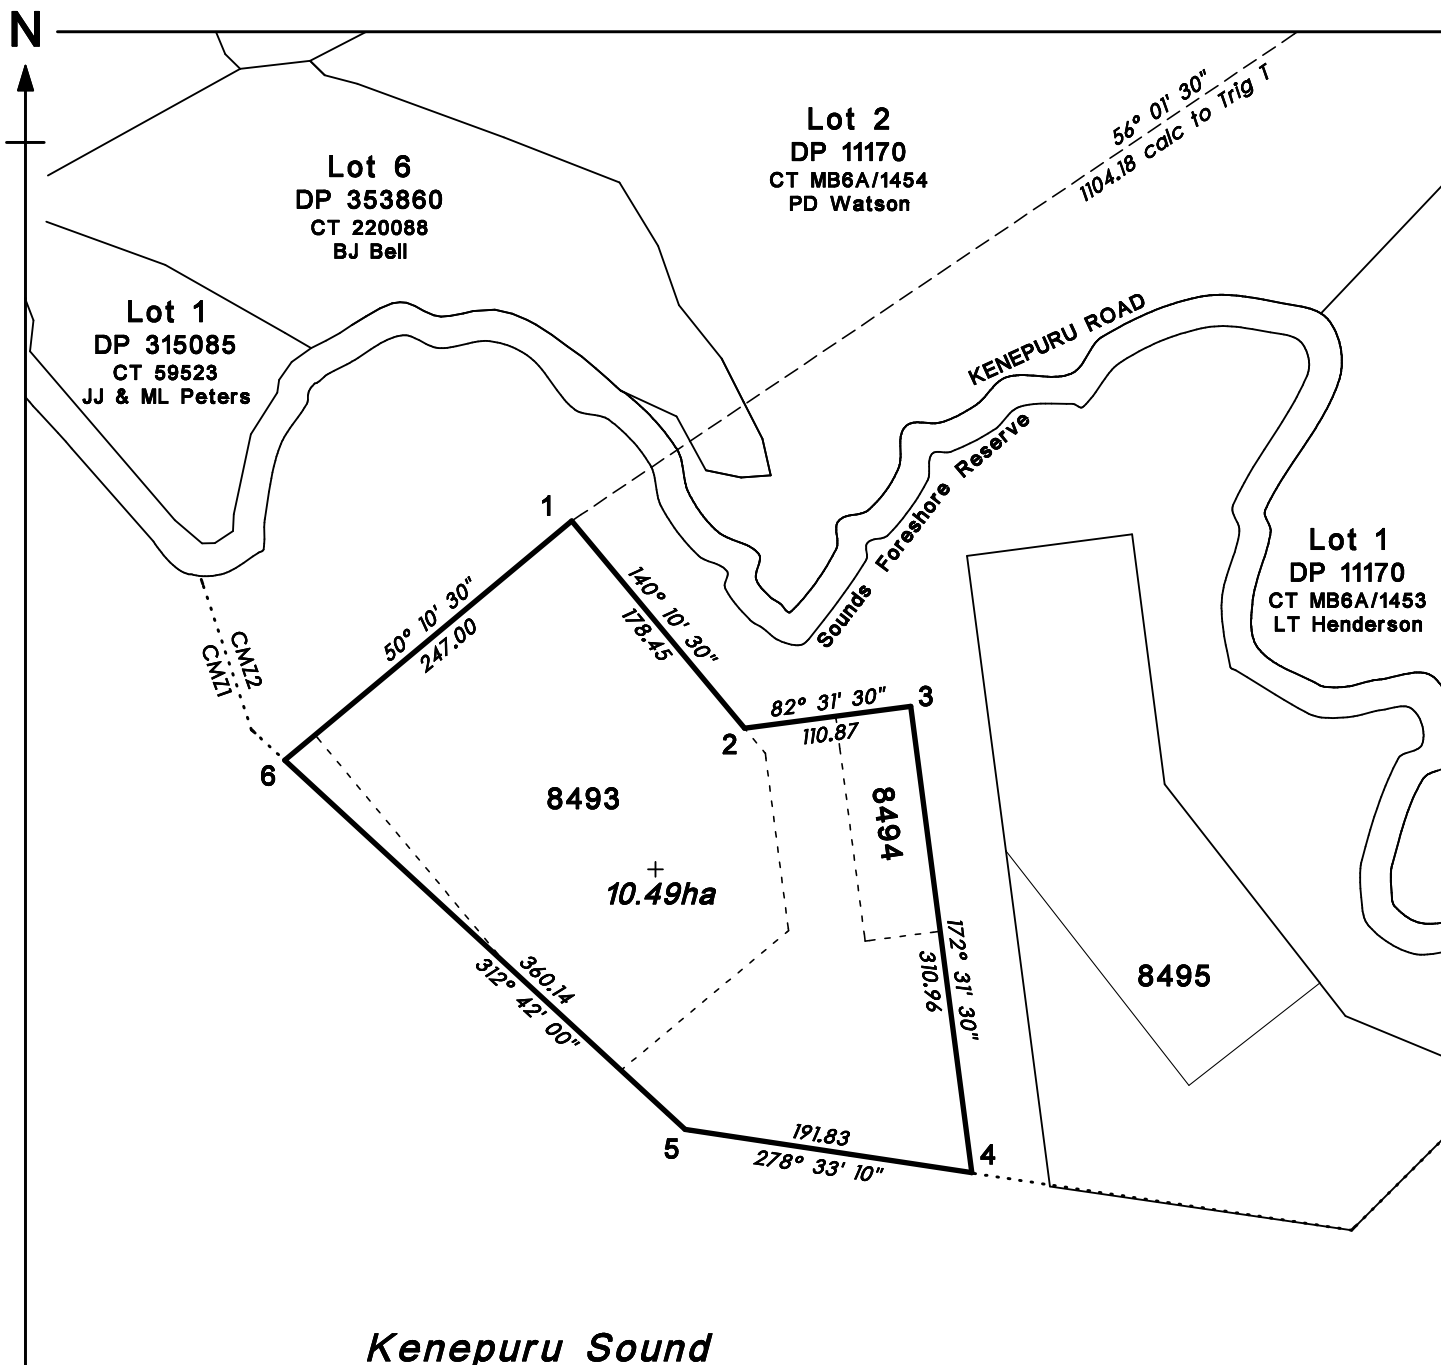 N
56° 01' 30"
1104.18 calc to Trig T
Lot 2
DP 11170
CT MB6A/1454
PD Watson
Lot 6
DP 353860
CT 220088
BJ Bell
Lot 1
DP 315085
CT 59523
JJ & ML Peters
KENEPURU ROAD
Sounds Foreshore Reserve
Lot 1
DP 11170
CT MB6A/1453
LT Henderson
1
50° 10' 30"
247.00
140° 10' 30"
178.45
CMZ2
CMZ1
82° 31' 30"
110.87
3
2
6
8493
8494
10.49ha
172° 31' 30"
310.96
8495
360.14
312° 42' 00"
191.83
278° 33' 10"
5
4
Kenepuru Sound